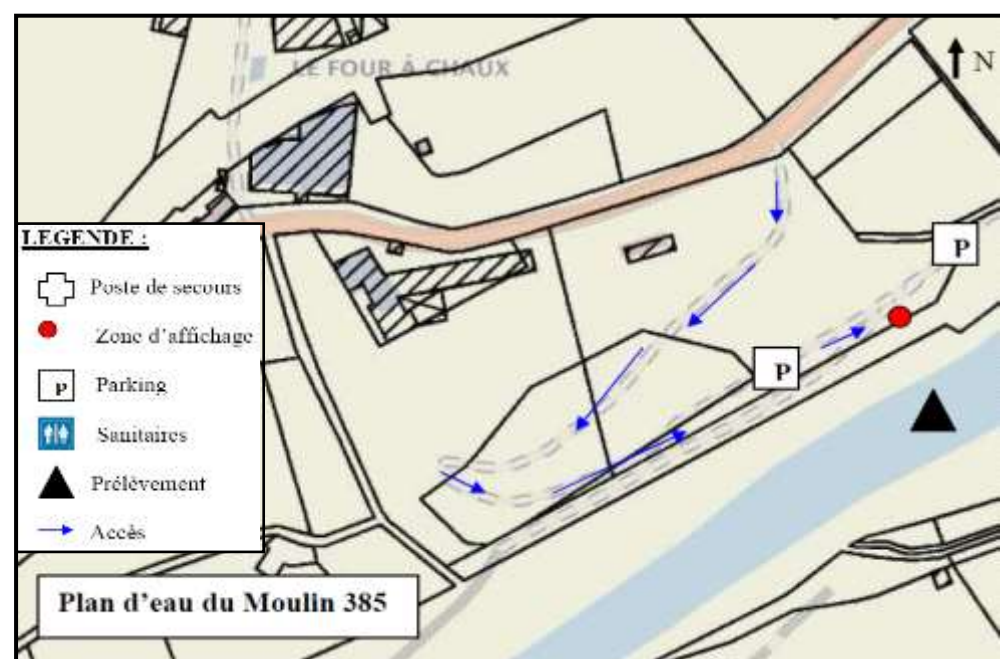 LE FOUR À CHAUX
N
LEGENDE :
Poste de secours
Zone d'affichage
P
Parking
Sanitaires
Prélèvement
Accès
P
P
Plan d'eau du Moulin 385